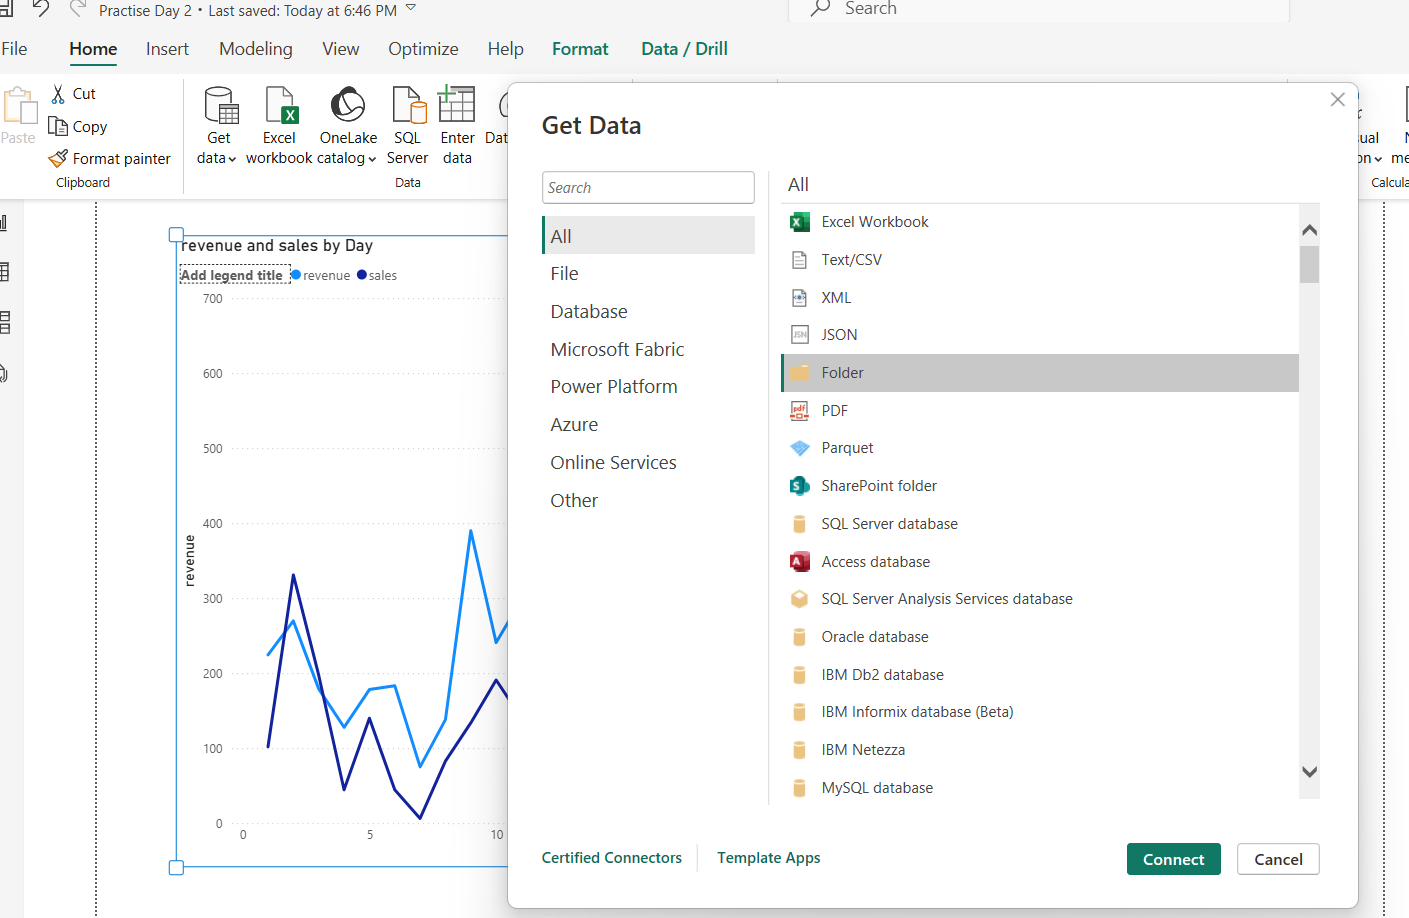 Practise Day 2 • Last saved: Today at 6:46 PM
Search
File
Home
Insert
Modeling
View
Optimize
Help
Format
Data / Drill
Paste
Cut
Copy
Format painter
Clipboard
Get data
Excel workbook
OneLake catalog
SQL Server
Enter data
Dat
Data
ual
on
N
me
Calcula
revenue and sales by Day
Add legend title
revenue
sales
700
600
500
400
300
200
100
0
revenue
0
5
10
Get Data
Search
All
File
Database
Microsoft Fabric
Power Platform
Azure
Online Services
Other
All
Excel Workbook
Text/CSV
XML
JSON
Folder
PDF
Parquet
SharePoint folder
SQL Server database
Access database
SQL Server Analysis Services database
Oracle database
IBM Db2 database
IBM Informix database (Beta)
IBM Netezza
MySQL database
Certified Connectors
Template Apps
Connect
Cancel